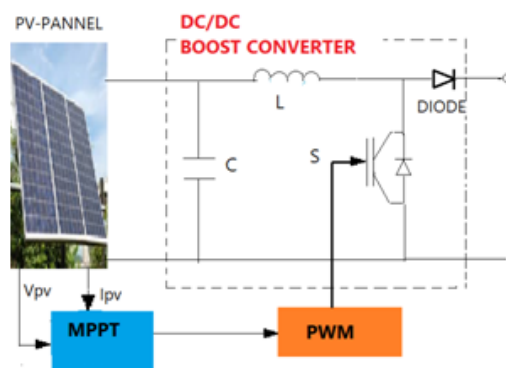 PV-PANNEL
DC/DC
BOOST CONVERTER
L
DIODE
C
S
Vpv
Ipv
MPPT
PWM